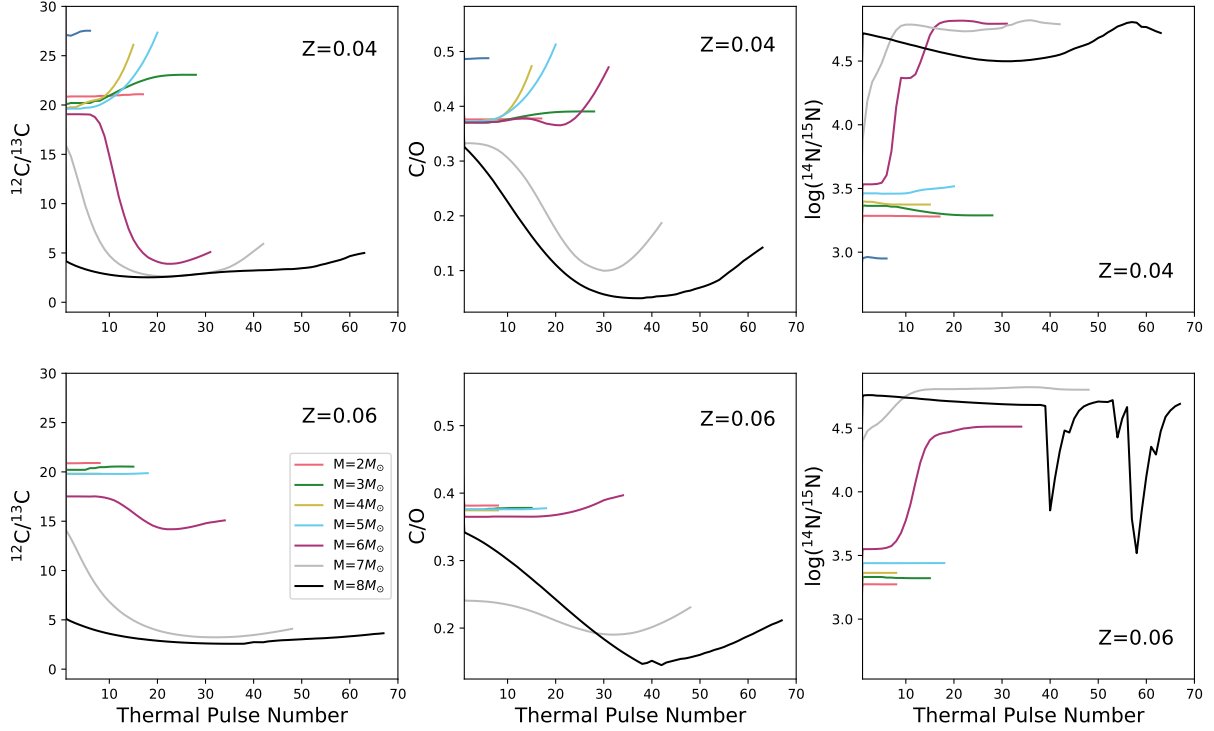 30
25
20
15
10
5
0
10 20 30 40 50 60 70
¹²C/¹³C
Z=0.04
0.5
0.4
0.3
0.2
0.1
10 20 30 40 50 60 70
C/O
Z=0.04
4.5
4.0
3.5
3.0
10 20 30 40 50 60 70
log(¹⁴N/¹⁵N)
Z=0.04
30
25
20
15
10
5
0
10 20 30 40 50 60 70
¹²C/¹³C
Z=0.06
M=2M⊙
M=3M⊙
M=4M⊙
M=5M⊙
M=6M⊙
M=7M⊙
M=8M⊙
Thermal Pulse Number
0.5
0.4
0.3
0.2
10 20 30 40 50 60 70
C/O
Z=0.06
Thermal Pulse Number
4.5
4.0
3.5
3.0
10 20 30 40 50 60 70
log(¹⁴N/¹⁵N)
Z=0.06
Thermal Pulse Number